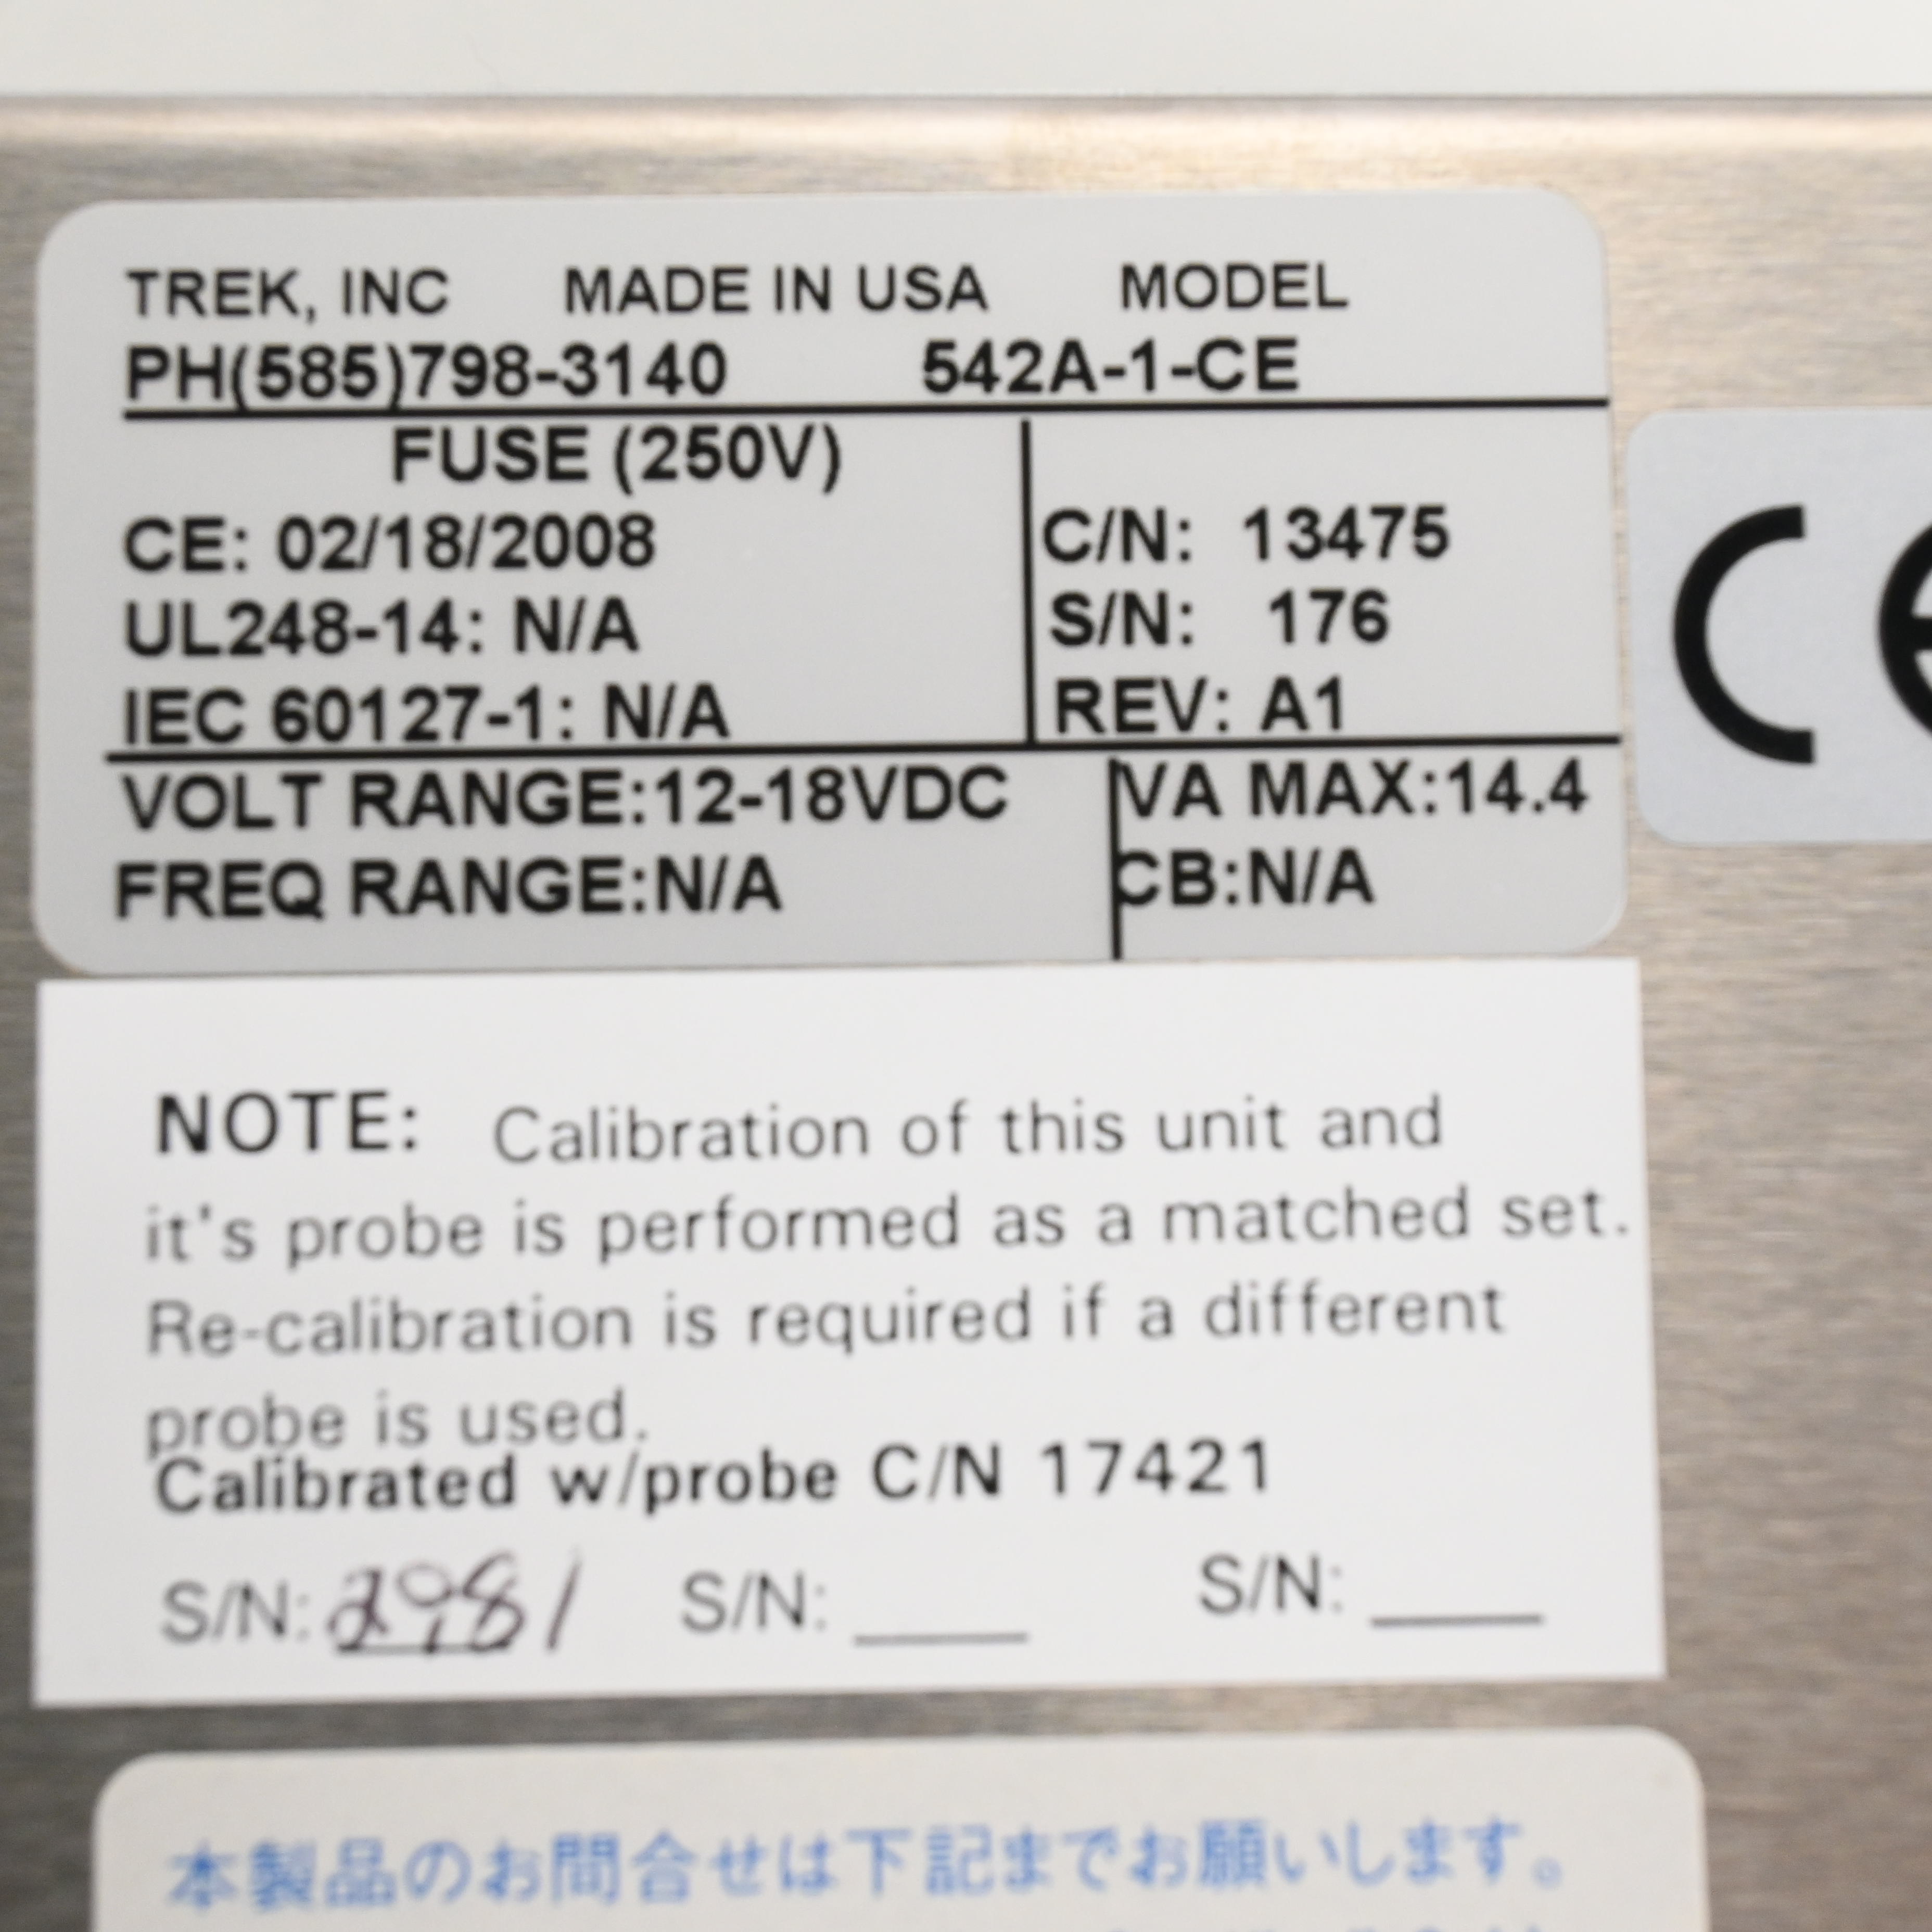 TREK, INC MADE IN USA MODEL
PH(585)798-3140 542A-1-CE
FUSE (250V)
CE: 02/18/2008
UL248-14: N/A
IEC 60127-1: N/A
C/N: 13475
S/N: 176
REV: A1
VOLT RANGE:12-18VDC
FREQ RANGE:N/A
VA MAX:14.4
CB:N/A
CE
NOTE: Calibration of this unit and
it's probe is performed as a matched set.
Re-calibration is required if a different
probe is used.
Calibrated w/probe C/N 17421
S/N: 2981 S/N: ____ S/N: ____
本製品のお問合せは下記までお願いします。